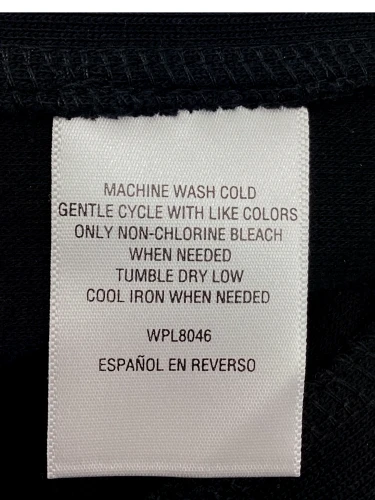 MACHINE WASH COLD
GENTLE CYCLE WITH LIKE COLORS
ONLY NON-CHLORINE BLEACH
WHEN NEEDED
TUMBLE DRY LOW
COOL IRON WHEN NEEDED
WPL8046
ESPAÑOL EN REVERSO